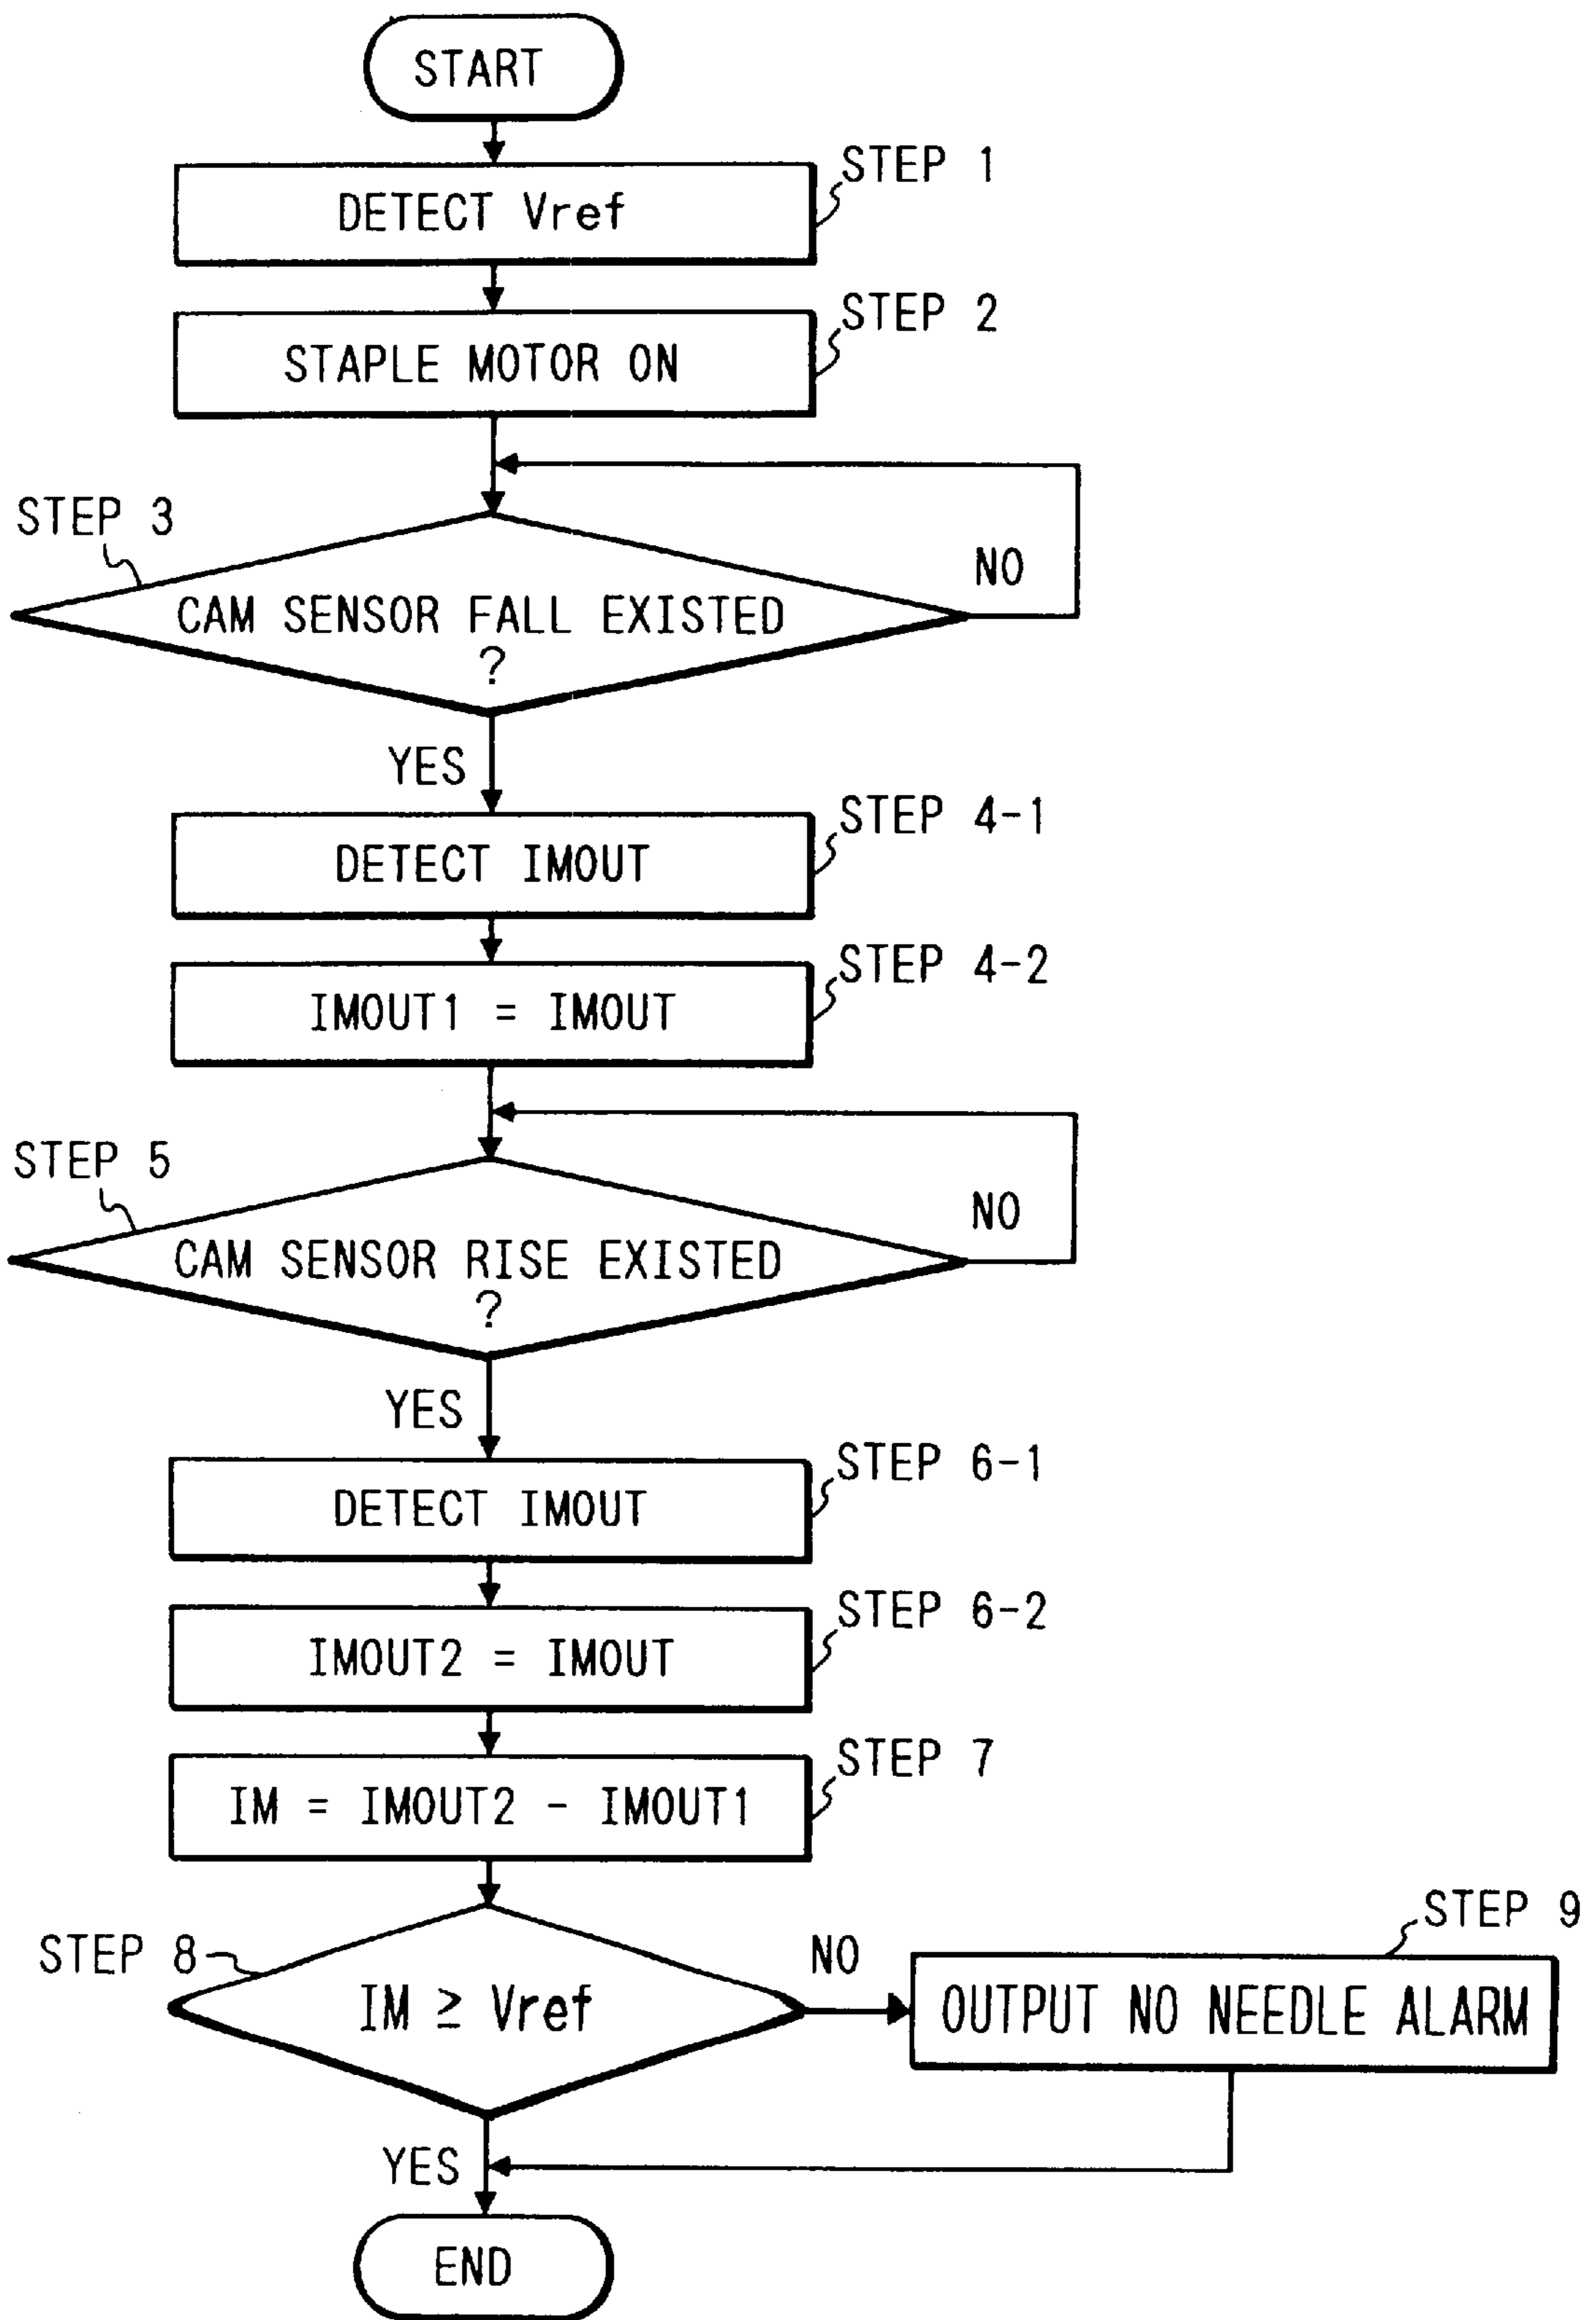 START
STEP 1
DETECT Vref
STEP 2
STAPLE MOTOR ON
STEP 3
NO
CAM SENSOR FALL EXISTED
?
YES
STEP 4-1
DETECT IMOUT
STEP 4-2
IMOUT1 = IMOUT
STEP 5
NO
CAM SENSOR RISE EXISTED
?
YES
STEP 6-1
DETECT IMOUT
STEP 6-2
IMOUT2 = IMOUT
STEP 7
IM = IMOUT2 - IMOUT1
STEP 8
IM ≥ Vref
NO
STEP 9
OUTPUT NO NEEDLE ALARM
YES
END